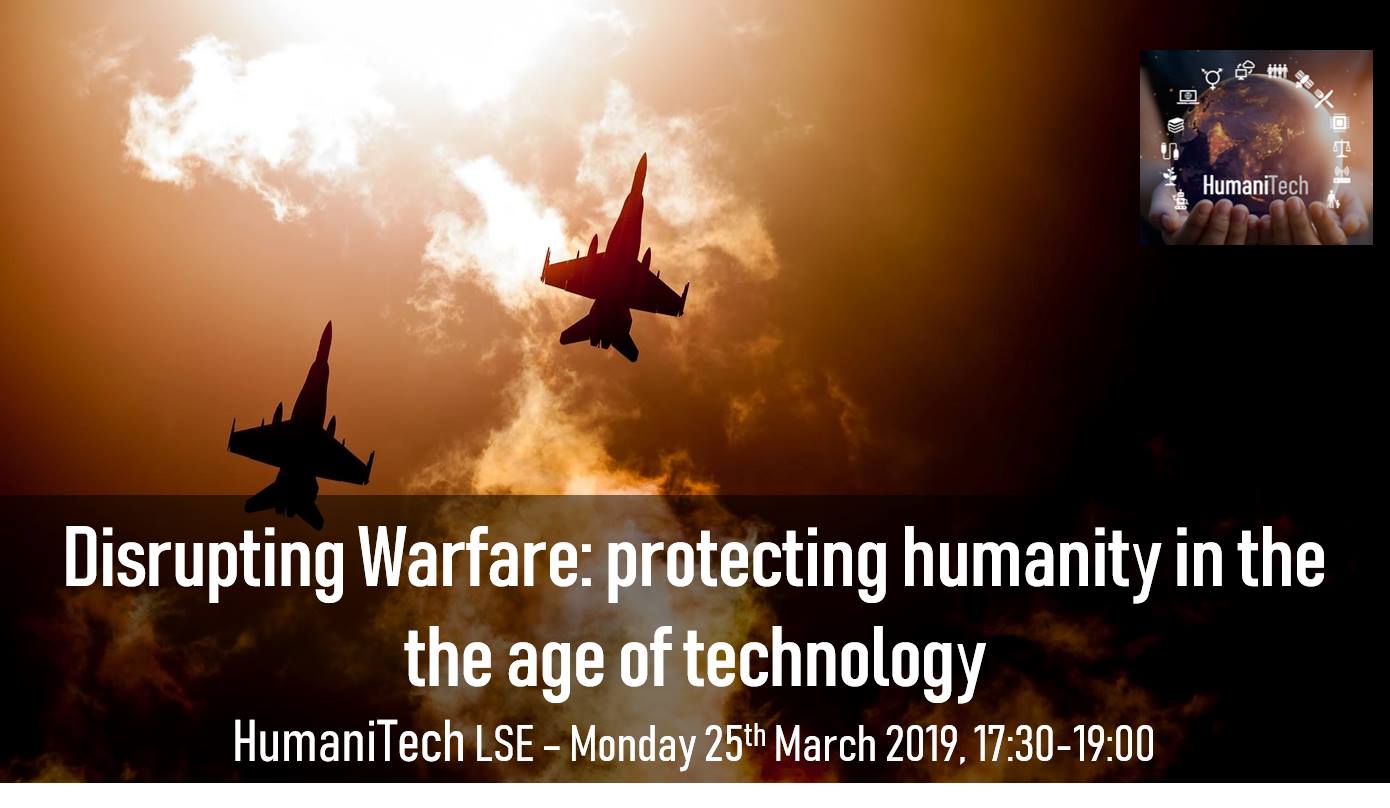 HumaniTech
Disrupting Warfare: protecting humanity in the
the age of technology
HumaniTech LSE – Monday 25th March 2019, 17:30-19:00